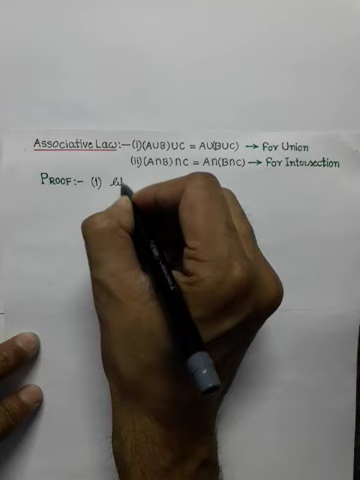 Associative Law:- (i)(A∪B)∪C = A∪(B∪C) → For Union
(ii)(A∩B)∩C = A∩(B∩C) → For Intersection
PROOF:- (i)